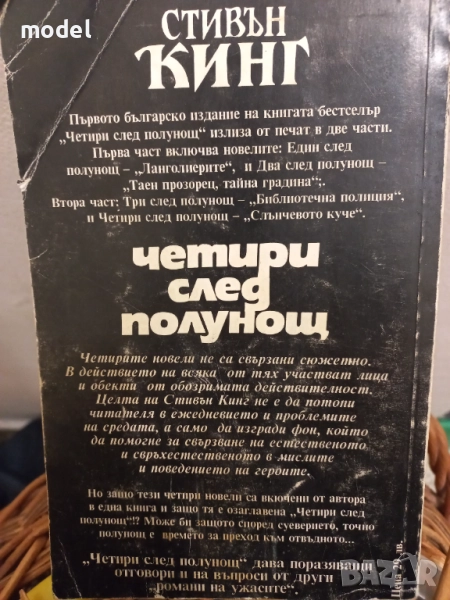 model
СТИВЪН
КИНГ
Първото българско издание на книгата бестселър
„Четири след полунощ“ излиза от печат в две части.
Първа част включва новелите: Един след
полунощ – „Ланголиерите“, и Два след полунощ –
„Таен прозорец, тайна градина“;.
Втора част; Три след полунощ – „Библиотечна полиция“,
и Четири след полунощ – „Слънчевото куче“.
четири
след
полунощ
Четирите новели не са свързани сюжетно.
В действието на всяка от тях участват лица
и обекти от обозримата действителност.
Целта на Стивън Кинг не е да потопи
читателя в ежедневието и проблемите
на средата, а само да изгради фон, който
да помогне за свързване на естественото
и свръхестественото в мислите
и поведението на героите.
Но защо тези четири новели са включени от автора
в една книга и защо тя е озаглавена „Четири след
полунощ“!? Може би защото според суеверието, точно
полунощ е времето за преход към отвъдното...
„Четири след полунощ“ дава поразяващи
отговори и на въпроси от други
„романи на ужасите“.
BAZAR
Цена лв.